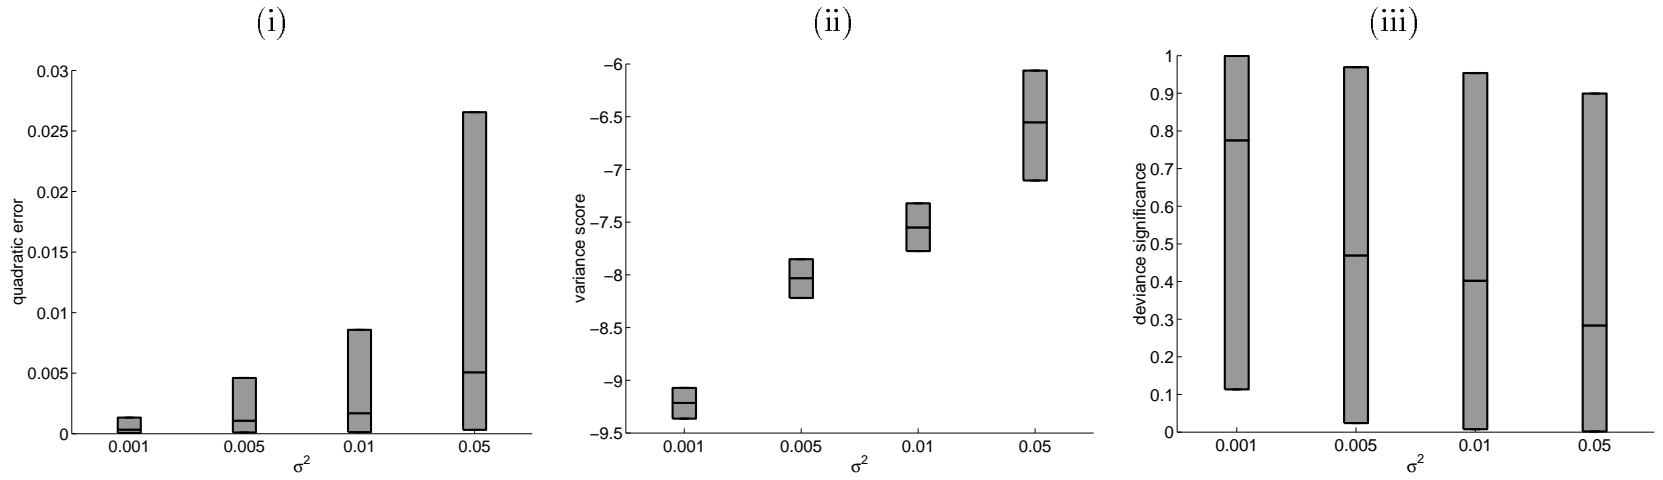 (i)
(ii)
(iii)
quadratic error
0.03
0.025
0.02
0.015
0.01
0.005
0
0.001 0.005 0.01 0.05
σ²
variance score
−6
−6.5
−7
−7.5
−8
−8.5
−9
−9.5
0.001 0.005 0.01 0.05
σ²
deviance significance
1
0.9
0.8
0.7
0.6
0.5
0.4
0.3
0.2
0.1
0
0.001 0.005 0.01 0.05
σ²